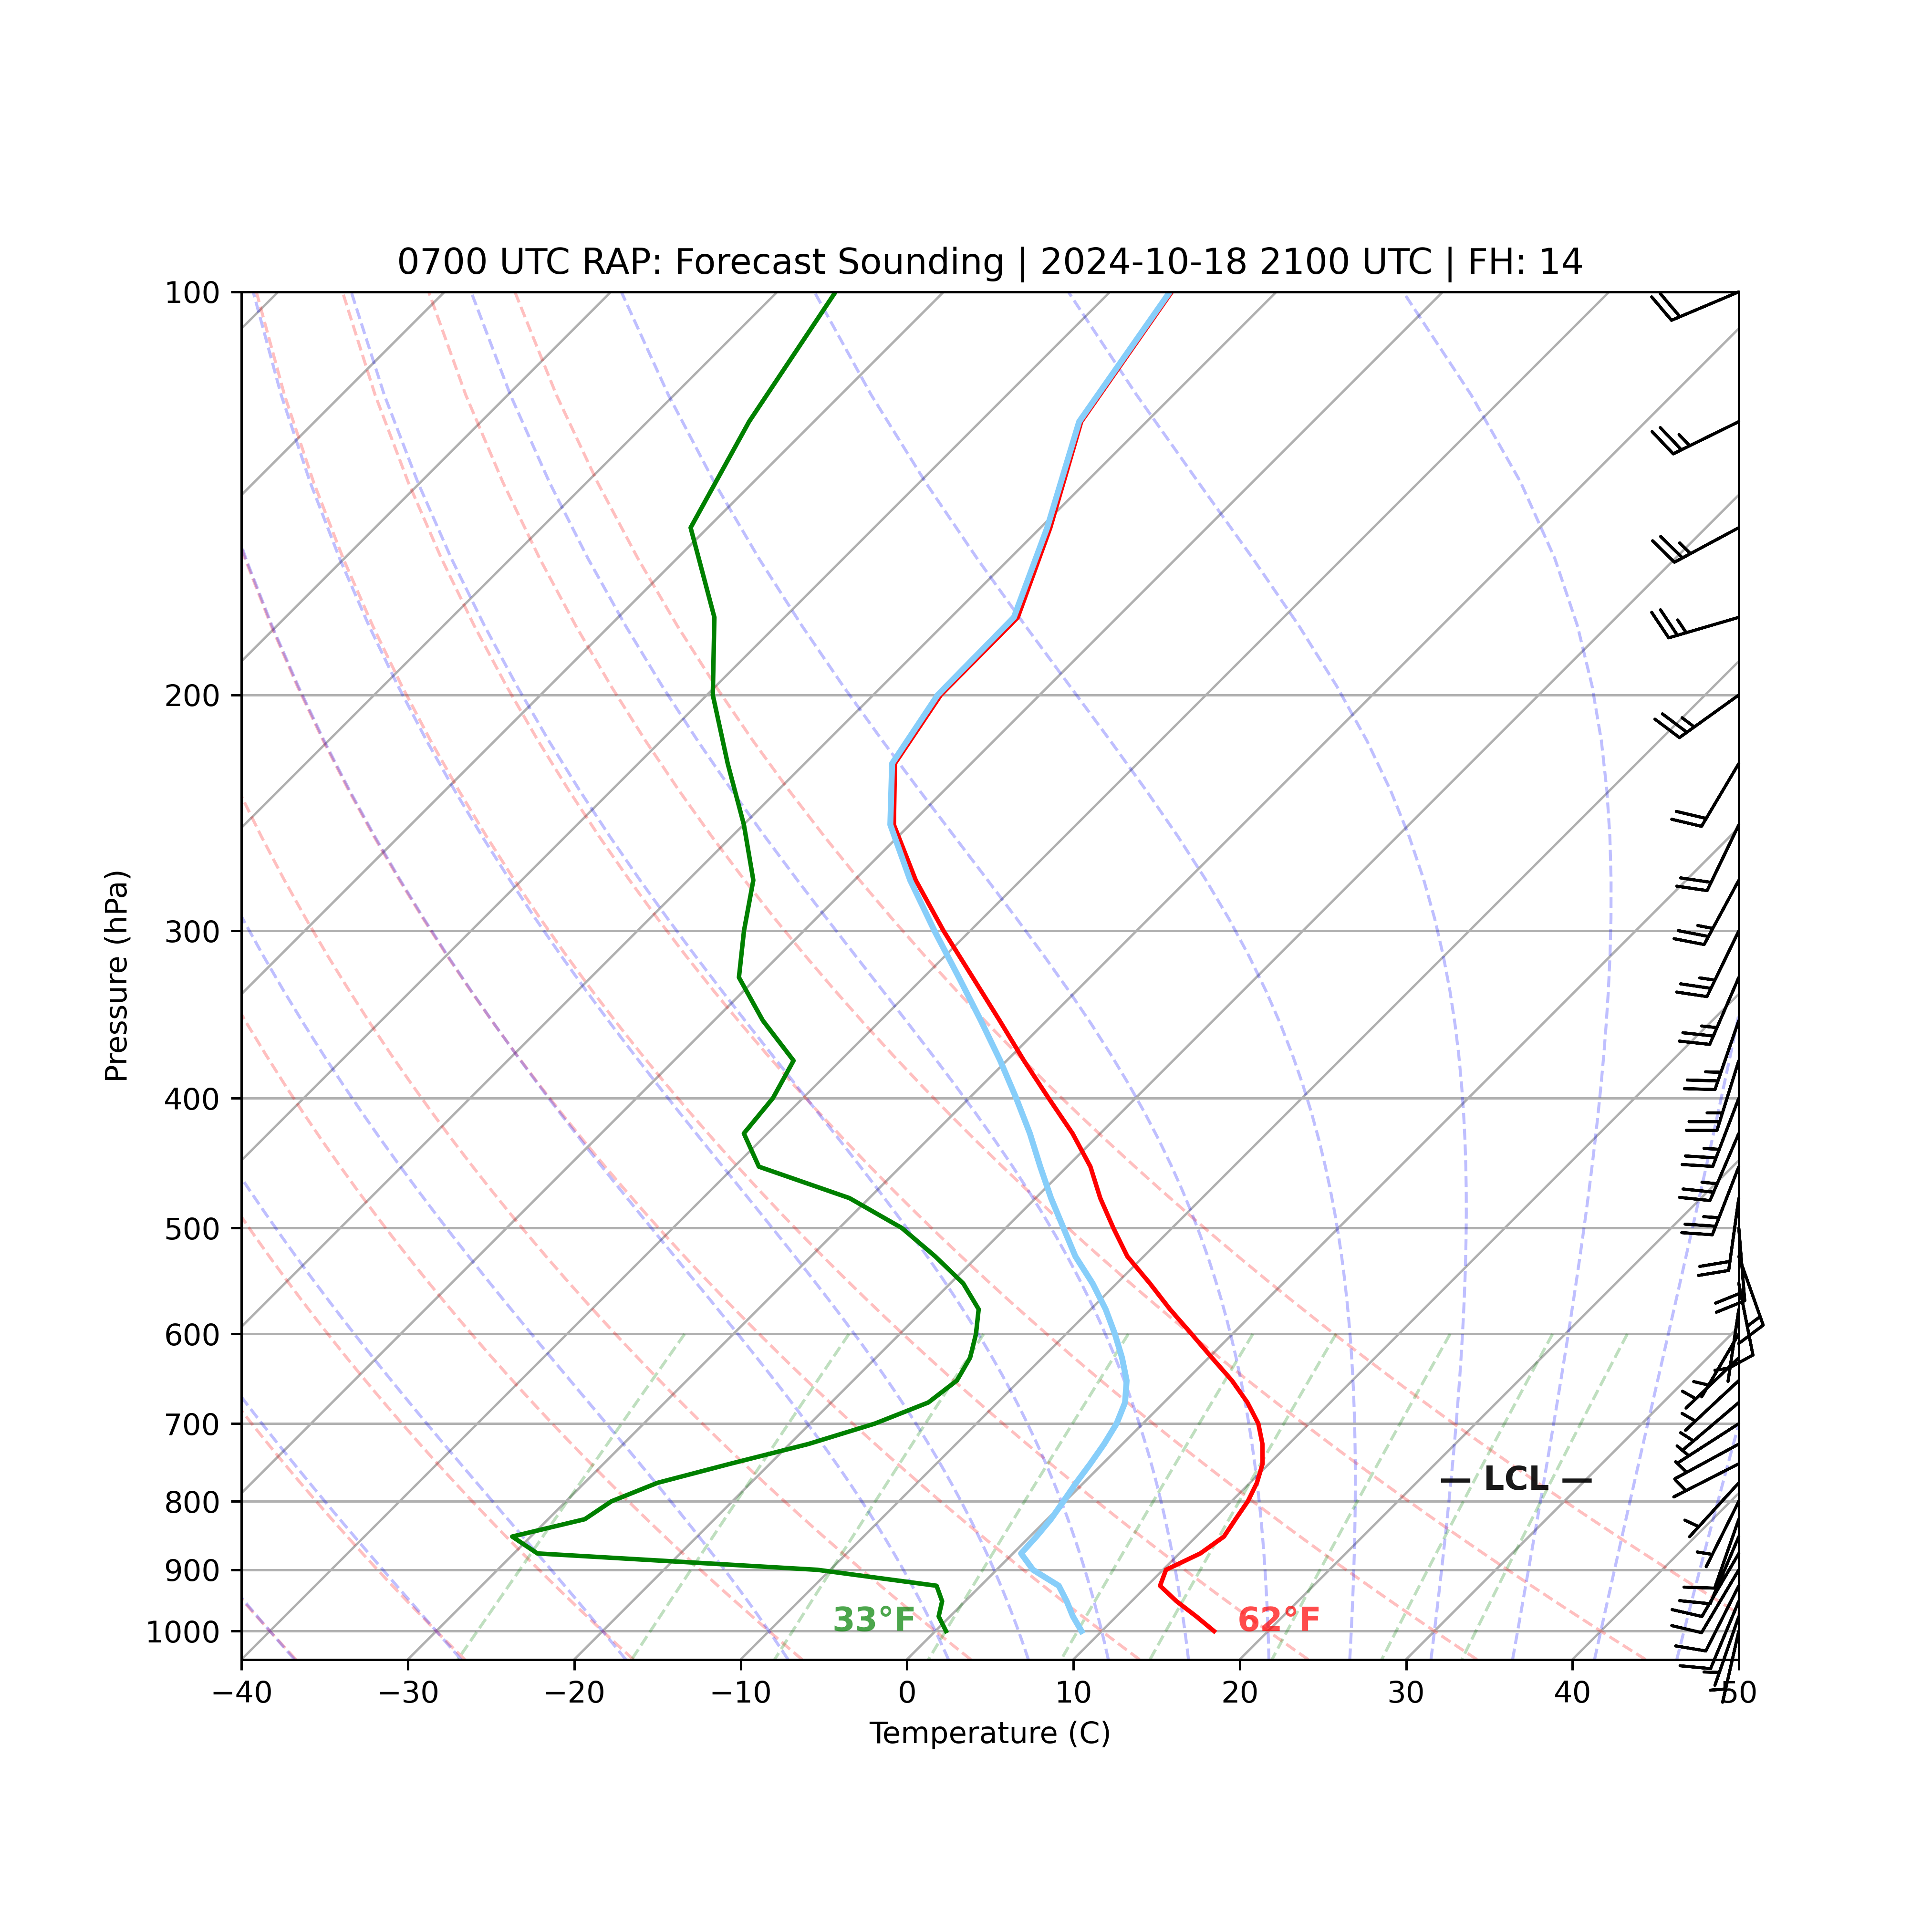 0700 UTC RAP: Forecast Sounding | 2024-10-18 2100 UTC | FH: 14
100
200
300
400
500
600
700
800
900
1000
Pressure (hPa)
— LCL —
33°F
62°F
−40 −30 −20 −10 0 10 20 30 40 50
Temperature (C)